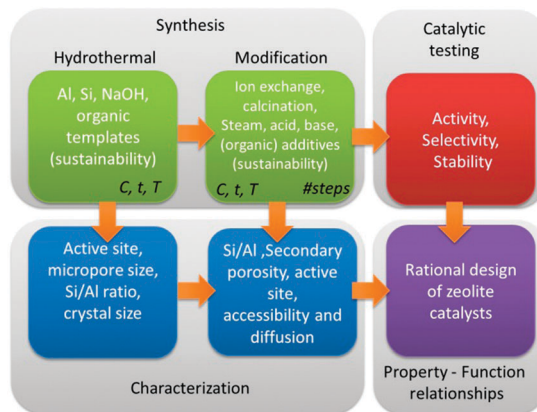 Synthesis
Catalytic
testing
Hydrothermal
Modification
Al, Si, NaOH,
organic
templates
(sustainability)
C, t, T
Ion exchange,
calcination,
Steam, acid, base,
(organic) additives
(sustainability)
C, t, T
#steps
Activity,
Selectivity,
Stability
Active site,
micropore size,
Si/Al ratio,
crystal size
Si/Al ,Secondary
porosity, active
site,
accessibility and
diffusion
Rational design
of zeolite
catalysts
Characterization
Property - Function
relationships